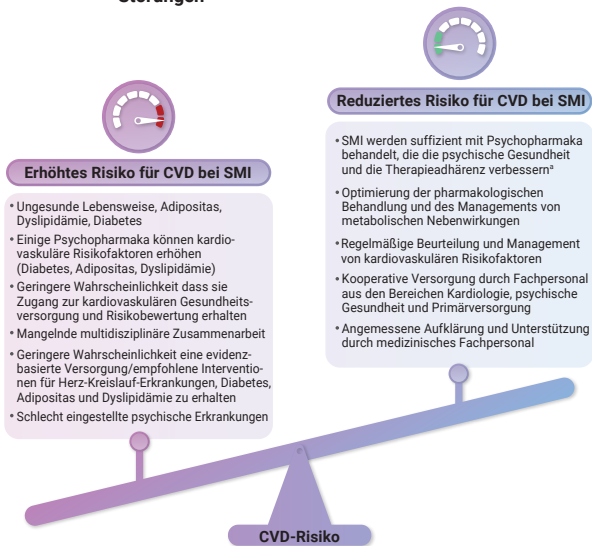 Störungen
Erhöhtes Risiko für CVD bei SMI
• Ungesunde Lebensweise, Adipositas,
Dyslipidämie, Diabetes
• Einige Psychopharmaka können kardio-
vaskuläre Risikofaktoren erhöhen
(Diabetes, Adipositas, Dyslipidämie)
• Geringere Wahrscheinlichkeit dass sie
Zugang zur kardiovaskulären Gesundheits-
versorgung und Risikobewertung erhalten
• Mangelnde multidisziplinäre Zusammenarbeit
• Geringere Wahrscheinlichkeit eine evidenz-
basierte Versorgung/empfohlene Interventio-
nen für Herz-Kreislauf-Erkrankungen, Diabetes,
Adipositas und Dyslipidämie zu erhalten
• Schlecht eingestellte psychische Erkrankungen
Reduziertes Risiko für CVD bei SMI
• SMI werden suffizient mit Psychopharmaka
behandelt, die die psychische Gesundheit
und die Therapieadhärenz verbessernᵃ
• Optimierung der pharmakologischen
Behandlung und des Managements von
metabolischen Nebenwirkungen
• Regelmäßige Beurteilung und Management
von kardiovaskulären Risikofaktoren
• Kooperative Versorgung durch Fachpersonal
aus den Bereichen Kardiologie, psychische
Gesundheit und Primärversorgung
• Angemessene Aufklärung und Unterstützung
durch medizinisches Fachpersonal
CVD-Risiko